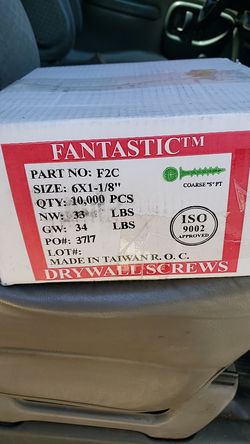 FANTASTIC™
PART NO: F2C
SIZE: 6X1-1/8"
COARSE "S" PT
QTY: 10,000 PCS
NW: 33 LBS
GW: 34 LBS
PO#: 3717
LOT#:
MADE IN TAIWAN R.O.C.
ISO
9002
APPROVED
DRYWALL SCREWS